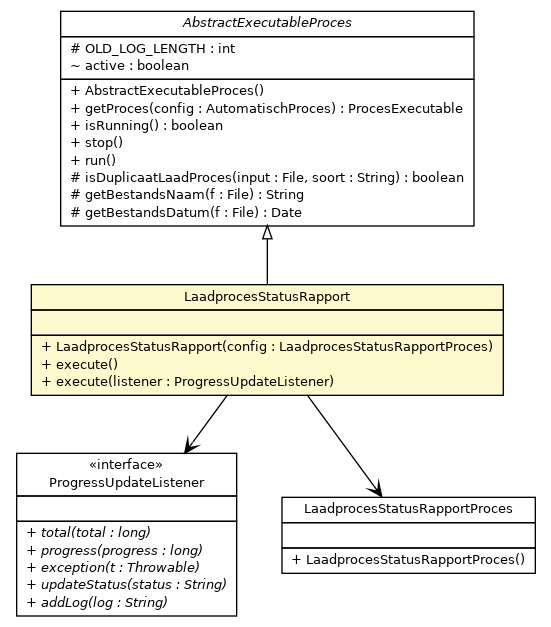 AbstractExecutableProces
# OLD_LOG_LENGTH : int
~ active : boolean
+ AbstractExecutableProces()
+ getProces(config : AutomatischProces) : ProcesExecutable
+ isRunning() : boolean
+ stop()
+ run()
# isDuplicaatLaadProces(input : File, soort : String) : boolean
# getBestandsNaam(f : File) : String
# getBestandsDatum(f : File) : Date
LaadprocesStatusRapport
+ LaadprocesStatusRapport(config : LaadprocesStatusRapportProces)
+ execute()
+ execute(listener : ProgressUpdateListener)
«interface»
ProgressUpdateListener
+ total(total : long)
+ progress(progress : long)
+ exception(t : Throwable)
+ updateStatus(status : String)
+ addLog(log : String)
LaadprocesStatusRapportProces
+ LaadprocesStatusRapportProces()